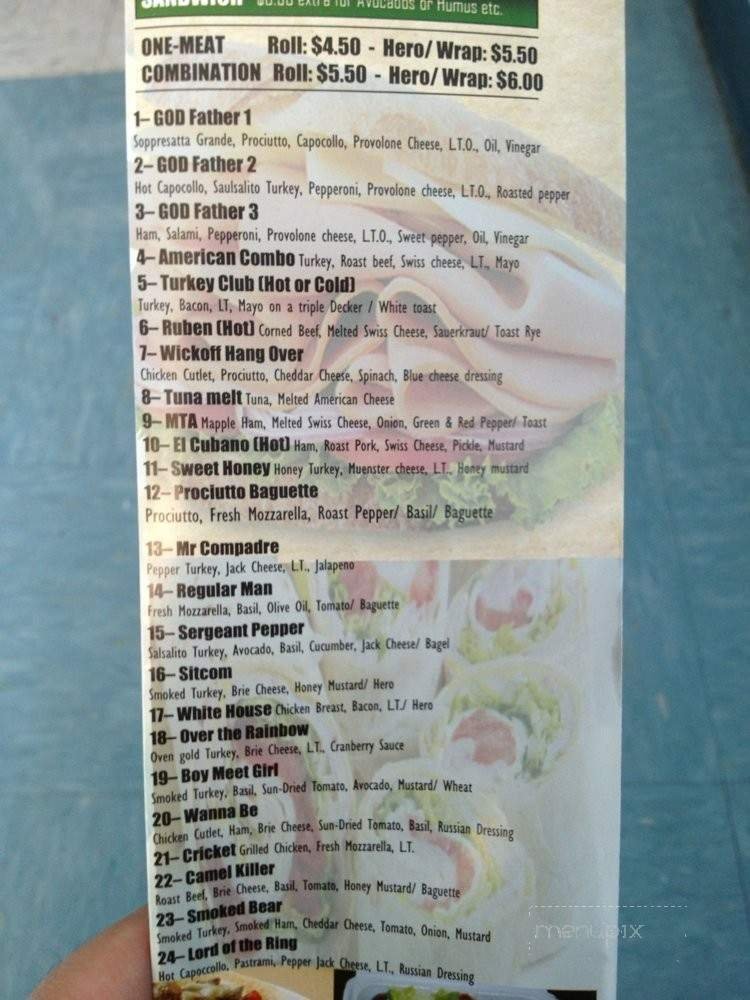 SANDWICH $0.50 extra for Avocados or Humus etc.
ONE-MEAT Roll: $4.50 - Hero/ Wrap: $5.50
COMBINATION Roll: $5.50 - Hero/ Wrap: $6.00
1– GOD Father 1
Soppresatta Grande, Prociutto, Capocollo, Provolone Cheese, L.T.O., Oil, Vinegar
2– GOD Father 2
Hot Capocollo, Saulsalito Turkey, Pepperoni, Provolone cheese, L.T.O., Roasted pepper
3– GOD Father 3
Ham, Salami, Pepperoni, Provolone cheese, L.T.O., Sweet pepper, Oil, Vinegar
4– American Combo Turkey, Roast beef, Swiss cheese, L.T., Mayo
5– Turkey Club (Hot or Cold)
Turkey, Bacon, LT, Mayo on a triple Decker / White toast
6– Ruben (Hot) Corned Beef, Melted Swiss Cheese, Sauerkraut/ Toast Rye
7– Wickoff Hang Over
Chicken Cutlet, Prociutto, Cheddar Cheese, Spinach, Blue cheese dressing
8– Tuna melt Tuna, Melted American Cheese
9– MTA Mapple Ham, Melted Swiss Cheese, Onion, Green & Red Pepper/ Toast
10– El Cubano (Hot) Ham, Roast Pork, Swiss Cheese, Pickle, Mustard
11– Sweet Honey Honey Turkey, Muenster cheese, L.T., Honey mustard
12– Prociutto Baguette
Prociutto, Fresh Mozzarella, Roast Pepper/ Basil/ Baguette
13– Mr Compadre
Pepper Turkey, Jack Cheese, L.T., Jalapeno
14– Regular Man
Fresh Mozzarella, Basil, Olive Oil, Tomato/ Baguette
15– Sergeant Pepper
Salsalito Turkey, Avocado, Basil, Cucumber, Jack Cheese/ Bagel
16– Sitcom
Smoked Turkey, Brie Cheese, Honey Mustard/ Hero
17– White House Chicken Breast, Bacon, L.T./ Hero
18– Over the Rainbow
Oven gold Turkey, Brie Cheese, L.T., Cranberry Sauce
19– Boy Meet Girl
Smoked Turkey, Basil, Sun-Dried Tomato, Avocado, Mustard/ Wheat
20– Wanna Be
Chicken Cutlet, Ham, Brie Cheese, Sun-Dried Tomato, Basil, Russian Dressing
21– Cricket Grilled Chicken, Fresh Mozzarella, L.T.
22– Camel Killer
Roast Beef, Brie Cheese, Basil, Tomato, Honey Mustard/ Baguette
23– Smoked Bear
Smoked Turkey, Smoked Ham, Cheddar Cheese, Tomato, Onion, Mustard
24– Lord of the Ring
Hot Capoccolo, Pastrami, Pepper Jack Cheese, L.T., Russian Dressing
menupix